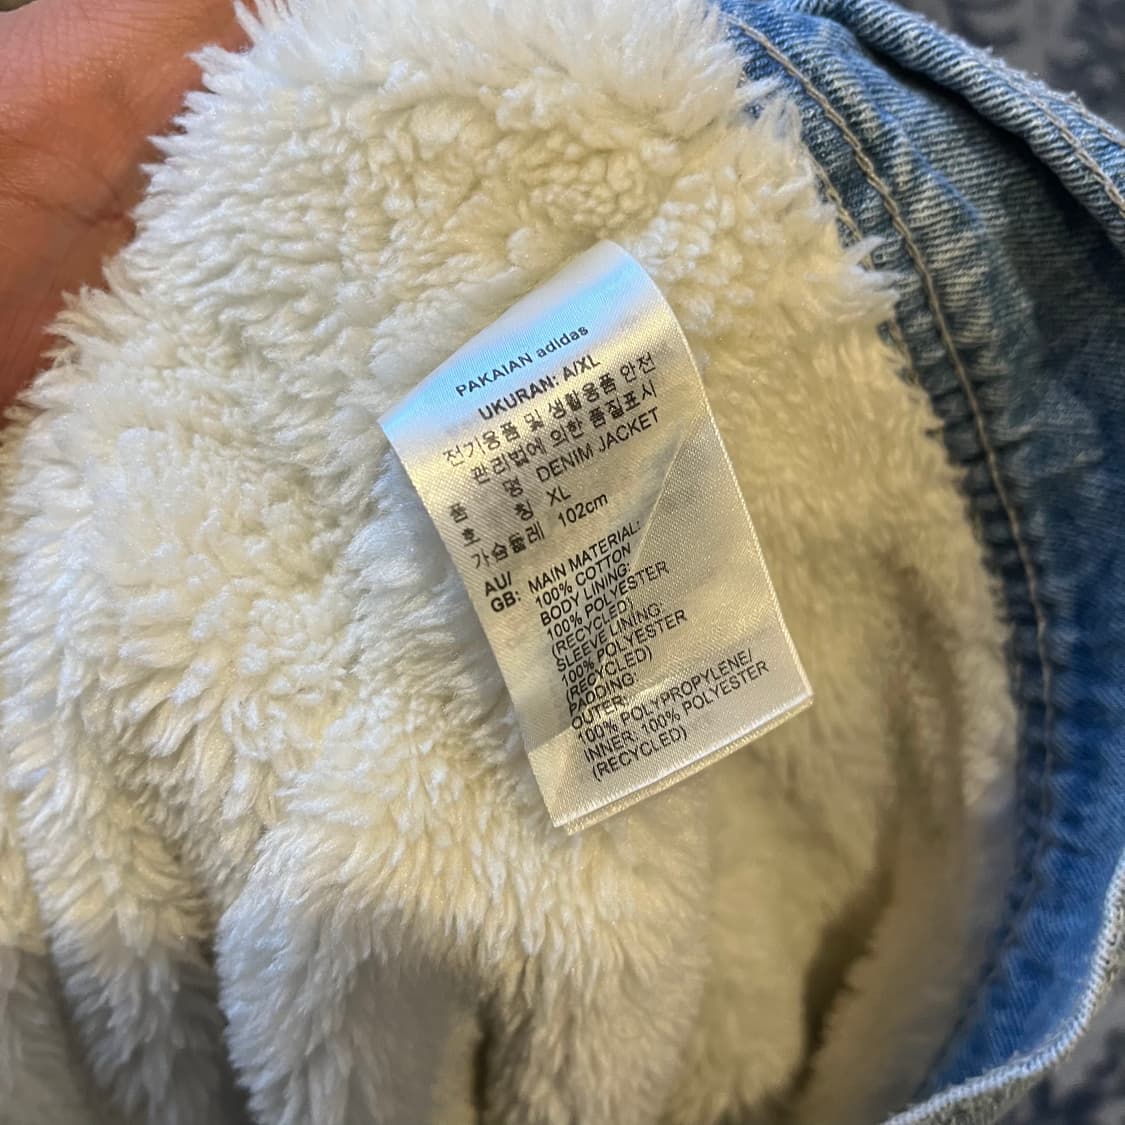 PAKAIAN adidas
UKURAN: A/XL
전기용품 및 생활용품 안전
관리법에 의한 품질표시
품 명 DENIM JACKET
호 칭 XL
가슴둘레 102cm
AU/
GB: MAIN MATERIAL:
100% COTTON
BODY LINING:
100% POLYESTER
(RECYCLED)
SLEEVE LINING:
100% POLYESTER
(RECYCLED)
PADDING:
OUTER:
100% POLYPROPYLENE/
INNER: 100% POLYESTER
(RECYCLED)